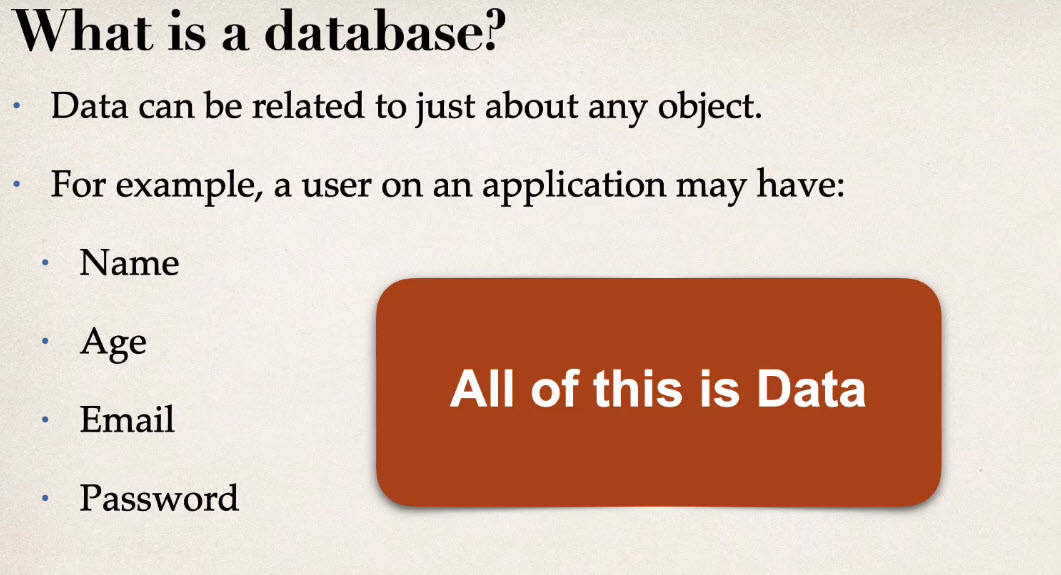 What is a database?
Data can be related to just about any object.
For example, a user on an application may have:
Name
Age
Email
Password
All of this is Data